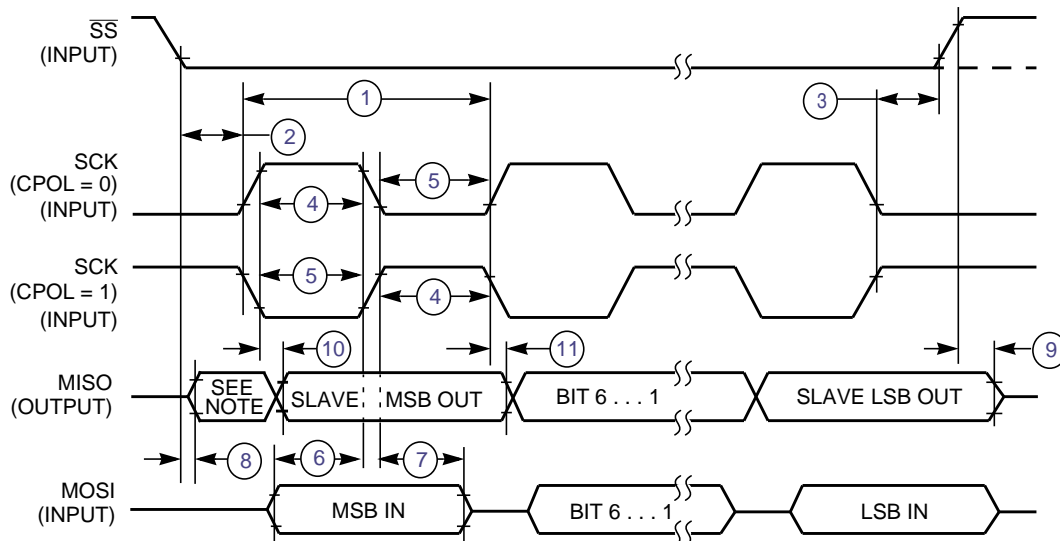 SS
(INPUT)
1
3
2
SCK
(CPOL = 0)
(INPUT)
5
4
SCK
(CPOL = 1)
(INPUT)
5
4
10
11
9
MISO
(OUTPUT)
SEE
NOTE
SLAVE
MSB OUT
BIT 6 . . . 1
SLAVE LSB OUT
8
6
7
MOSI
(INPUT)
MSB IN
BIT 6 . . . 1
LSB IN